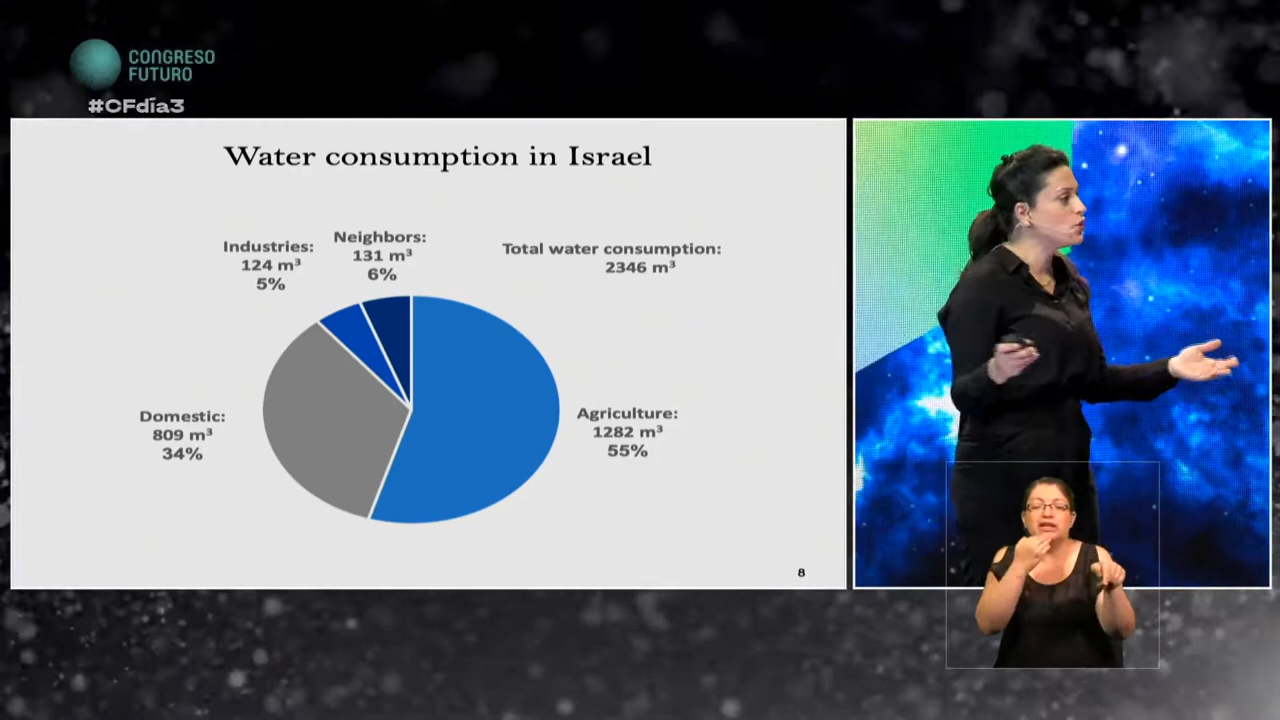 CONGRESO
FUTURO
#CFdía3
Water consumption in Israel
Industries:
124 m³
5%
Neighbors:
131 m³
6%
Total water consumption:
2346 m³
Domestic:
809 m³
34%
Agriculture:
1282 m³
55%
8